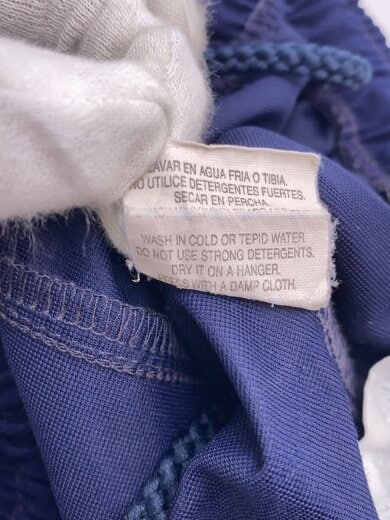 LAVAR EN AGUA FRIA O TIBIA.
NO UTILICE DETERGENTES FUERTES.
SECAR EN PERCHA.
WASH IN COLD OR TEPID WATER.
DO NOT USE STRONG DETERGENTS.
DRY IT ON A HANGER.
WITH A DAMP CLOTH.